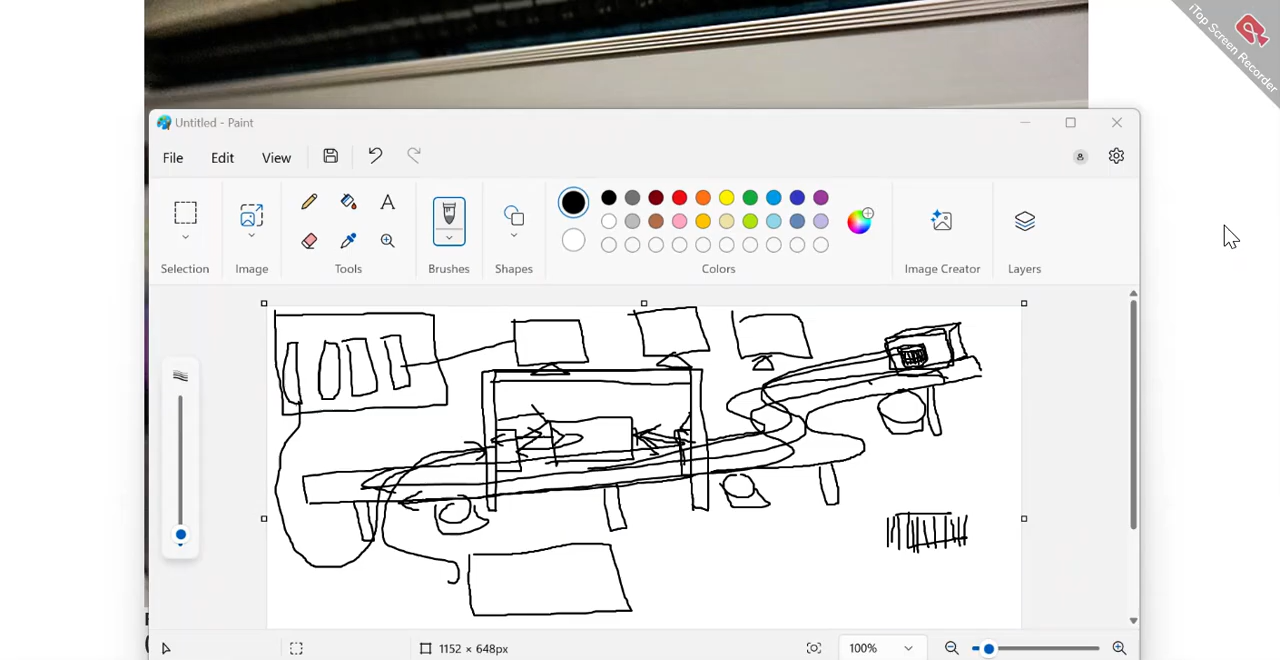 iTop Screen Recorder
Untitled - Paint
File
Edit
View
Selection
Image
Tools
Brushes
Shapes
Colors
Image Creator
Layers
1152 × 648px
100%